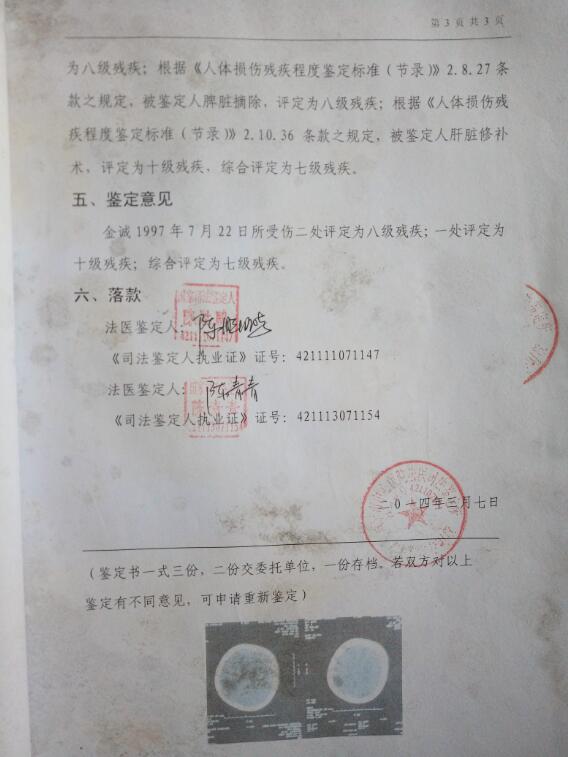 第3页共3页
为八级残疾；根据《人体损伤残疾程度鉴定标准（节录）》2.8.27条
款之规定，被鉴定人脾脏摘除，评定为八级残疾；根据《人体损伤残
疾程度鉴定标准（节录）》2.10.36 条款之规定，被鉴定人肝脏修补
术，评定为十级残疾，综合评定为七级残疾。
五、鉴定意见
金诚1997年7月22日所受伤二处评定为八级残疾；一处评定为
十级残疾；综合评定为七级残疾。
六、落款
法医鉴定人：
《司法鉴定人执业证》证号：421111071147
法医鉴定人：陈青青
《司法鉴定人执业证》证号：421113071154
二0一四年三月七日
（鉴定书一式三份，二份交委托单位，一份存档。若双方对以上
鉴定有不同意见，可申请重新鉴定）